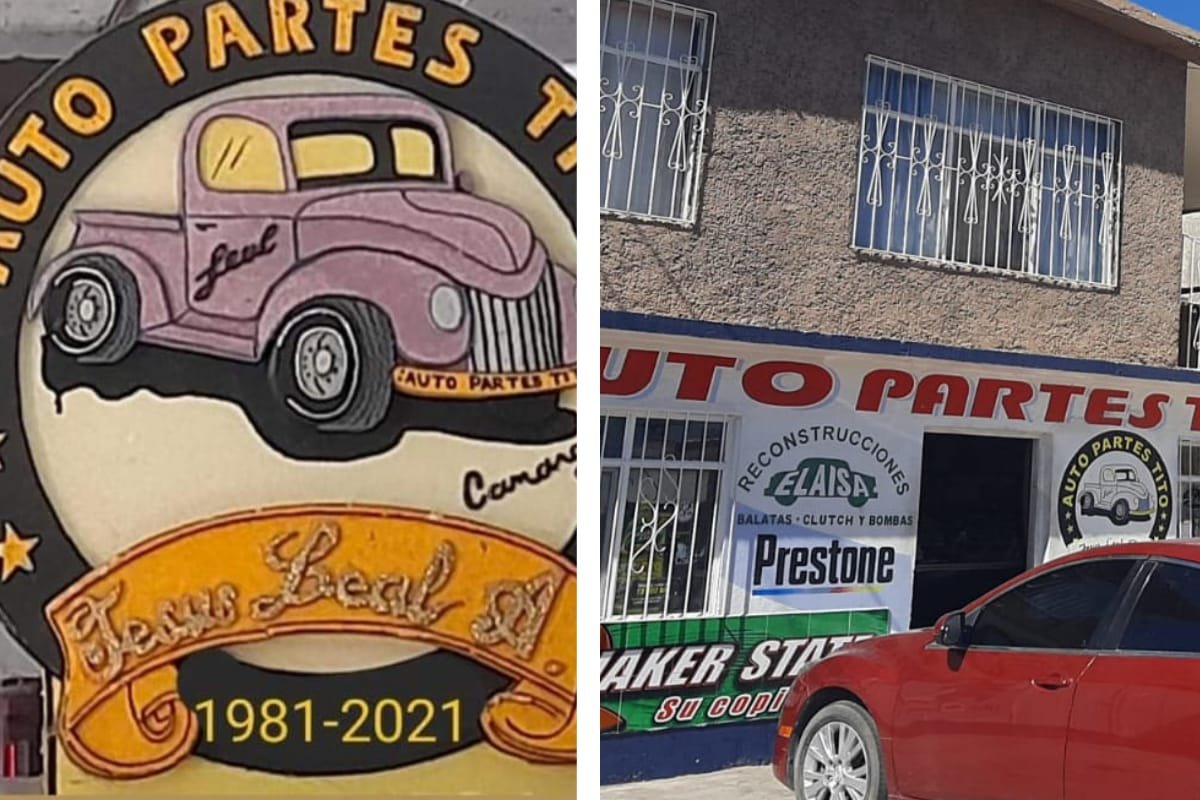 AUTO PARTES TI
Leal
AUTO PARTES TI
Camarg
Jesus Leal
1981-2021
UTO PARTES T
RECONSTRUCCIONES
ELAISA
BALATAS · CLUTCH Y BOMBAS
Prestone
AUTO PARTES TITO
AKER STAT
Su copi